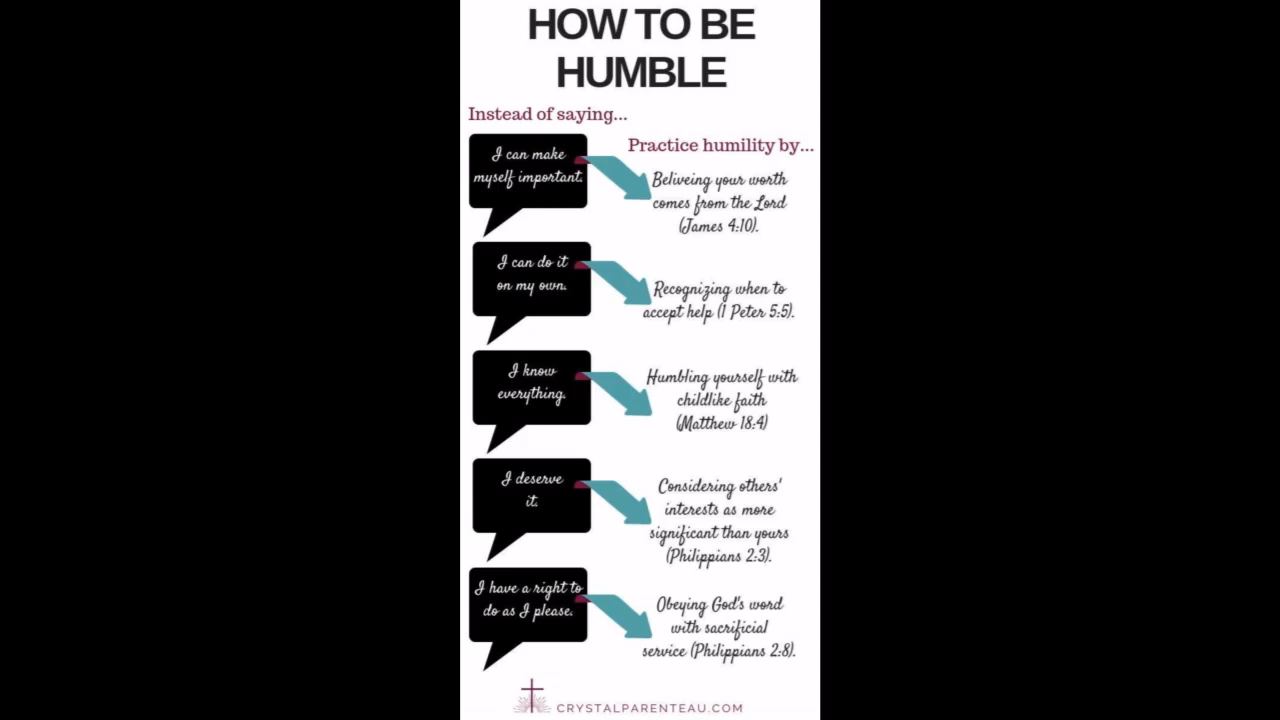 HOW TO BE
HUMBLE
Instead of saying...
Practice humility by...
I can make
myself important.
Beliveing your worth
comes from the Lord
(James 4:10).
I can do it
on my own.
Recognizing when to
accept help (1 Peter 5:5).
I know
everything.
Humbling yourself with
childlike faith
(Matthew 18:4)
I deserve
it.
Considering others'
interests as more
significant than yours
(Philippians 2:3).
I have a right to
do as I please.
Obeying God's word
with sacrificial
service (Philippians 2:8).
CRYSTALPARENTEAU.COM